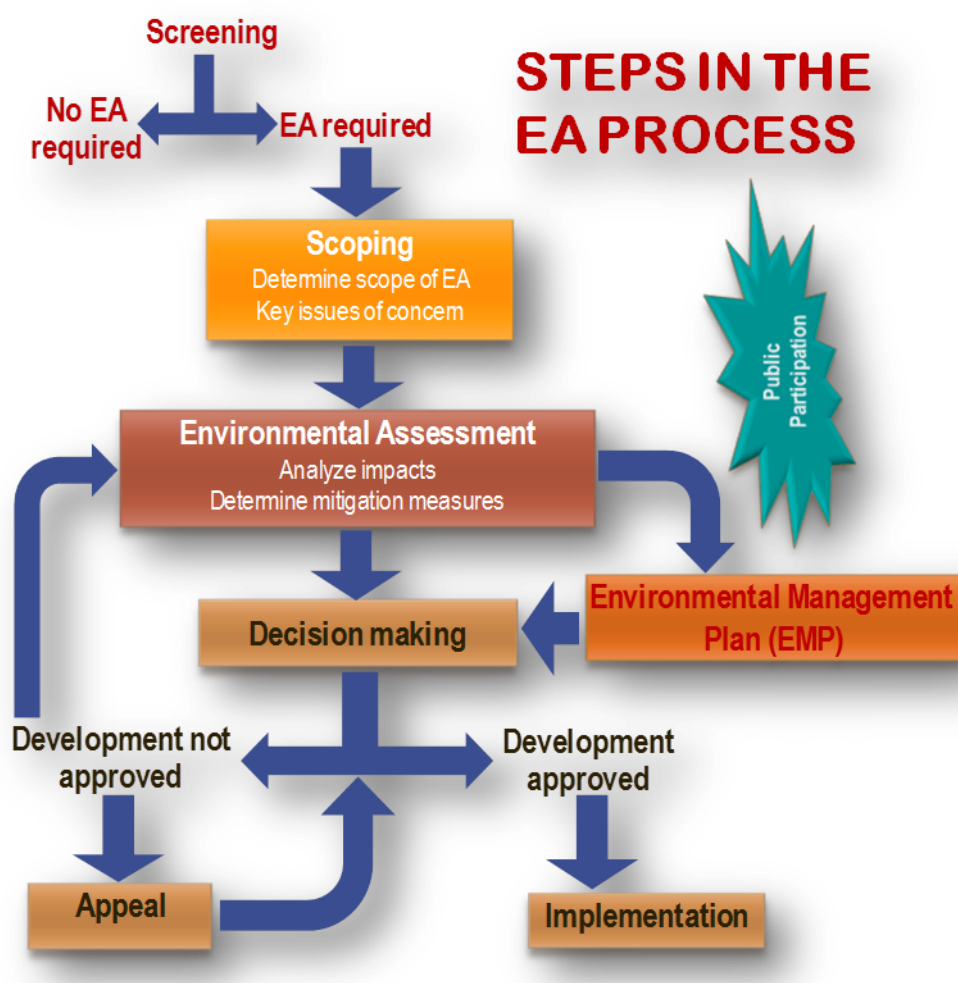 Screening
STEPS IN THE
EA PROCESS
No EA
required
EA required
Scoping
Determine scope of EA
Key issues of concern
Public
Participation
Environmental Assessment
Analyze impacts
Determine mitigation measures
Environmental Management
Plan (EMP)
Decision making
Development not
approved
Development
approved
Appeal
Implementation